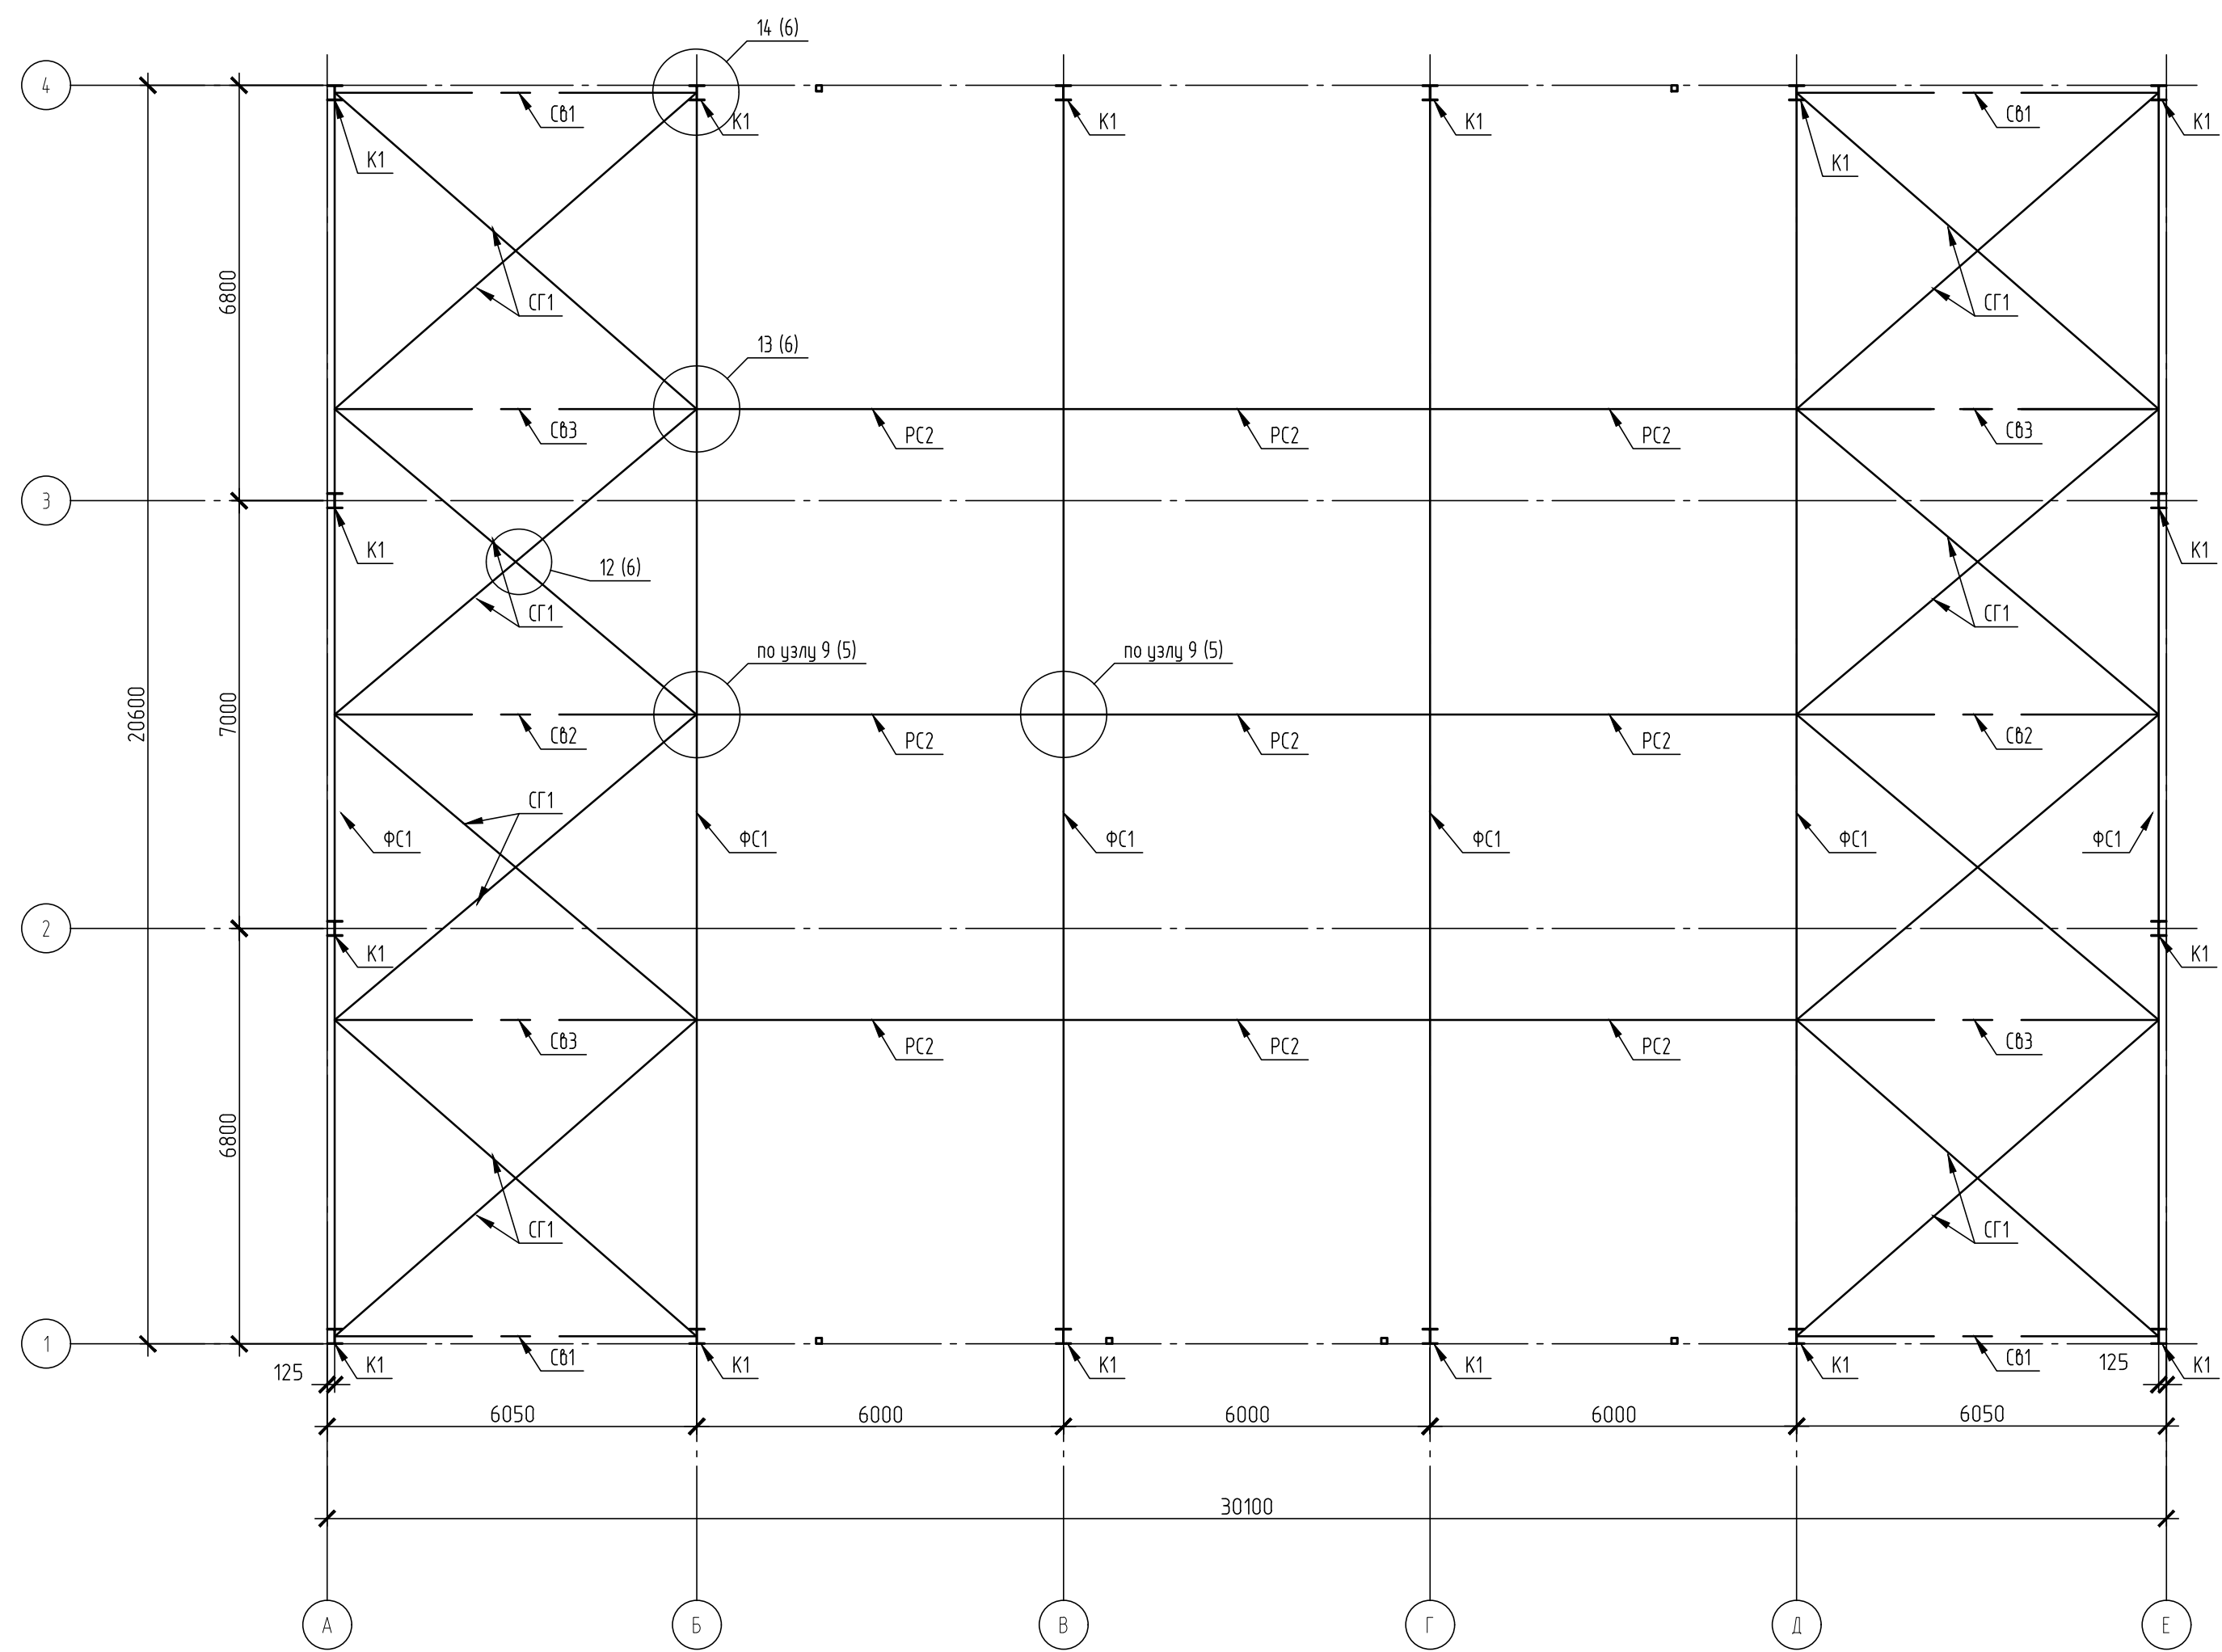 14 (6)
4
Св1
К1
К1
К1
К1
Св1
К1
К1
6800
СГ1
СГ1
13 (6)
Св3
РС2
РС2
РС2
Св3
3
К1
12 (6)
К1
СГ1
СГ1
по узлу 9 (5)
по узлу 9 (5)
20600
7000
Св2
РС2
РС2
РС2
Св2
СГ1
ФС1
ФС1
ФС1
ФС1
ФС1
ФС1
2
К1
К1
Св3
РС2
РС2
РС2
Св3
6800
СГ1
СГ1
1
125
К1
Св1
К1
К1
К1
К1
Св1
125
К1
6050
6000
6000
6000
6050
30100
А
Б
В
Г
Д
Е